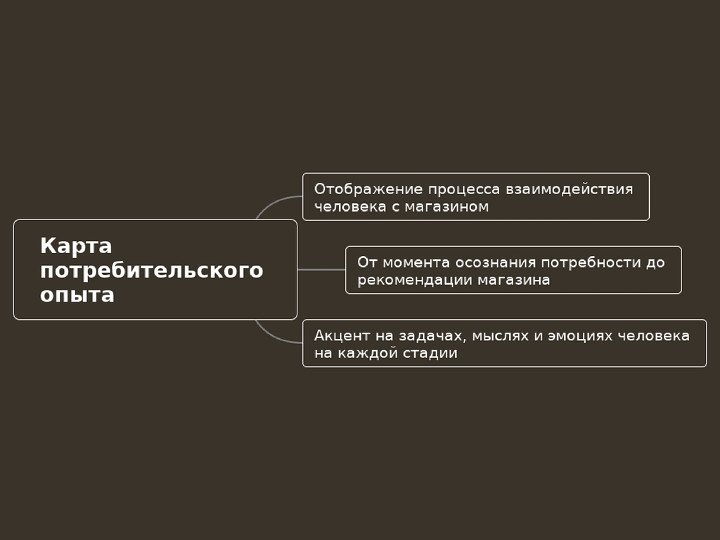 Отображение процесса взаимодействия
человека с магазином
Карта
потребительского
опыта
От момента осознания потребности до
рекомендации магазина
Акцент на задачах, мыслях и эмоциях человека
на каждой стадии